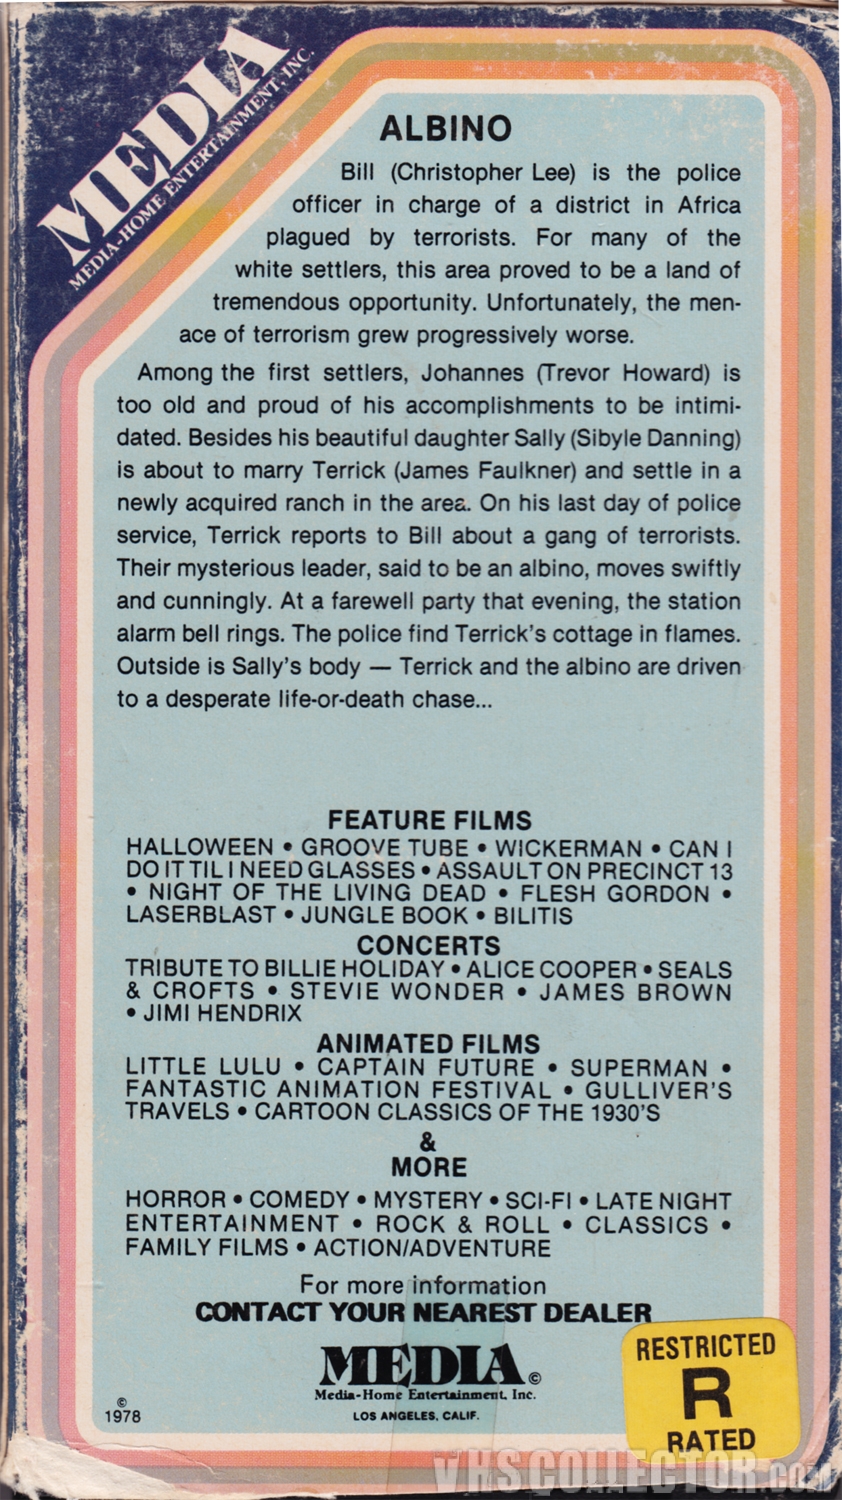 MEDIA
MEDIA-HOME ENTERTAINMENT, INC.
ALBINO
Bill (Christopher Lee) is the police
officer in charge of a district in Africa
plagued by terrorists. For many of the
white settlers, this area proved to be a land of
tremendous opportunity. Unfortunately, the men-
ace of terrorism grew progressively worse.
Among the first settlers, Johannes (Trevor Howard) is
too old and proud of his accomplishments to be intimi-
dated. Besides his beautiful daughter Sally (Sibyle Danning)
is about to marry Terrick (James Faulkner) and settle in a
newly acquired ranch in the area. On his last day of police
service, Terrick reports to Bill about a gang of terrorists.
Their mysterious leader, said to be an albino, moves swiftly
and cunningly. At a farewell party that evening, the station
alarm bell rings. The police find Terrick's cottage in flames.
Outside is Sally's body — Terrick and the albino are driven
to a desperate life-or-death chase...
FEATURE FILMS
HALLOWEEN • GROOVE TUBE • WICKERMAN • CAN I
DO IT TIL I NEED GLASSES • ASSAULT ON PRECINCT 13
• NIGHT OF THE LIVING DEAD • FLESH GORDON •
LASERBLAST • JUNGLE BOOK • BILITIS
CONCERTS
TRIBUTE TO BILLIE HOLIDAY • ALICE COOPER • SEALS
& CROFTS • STEVIE WONDER • JAMES BROWN
• JIMI HENDRIX
ANIMATED FILMS
LITTLE LULU • CAPTAIN FUTURE • SUPERMAN •
FANTASTIC ANIMATION FESTIVAL • GULLIVER'S
TRAVELS • CARTOON CLASSICS OF THE 1930'S
&
MORE
HORROR • COMEDY • MYSTERY • SCI-FI • LATE NIGHT
ENTERTAINMENT • ROCK & ROLL • CLASSICS •
FAMILY FILMS • ACTION/ADVENTURE
For more information
CONTACT YOUR NEAREST DEALER
MEDIA ©
Media-Home Entertainment, Inc.
LOS ANGELES, CALIF.
©
1978
RESTRICTED
R
RATED
VHSCOLLECTOR.com